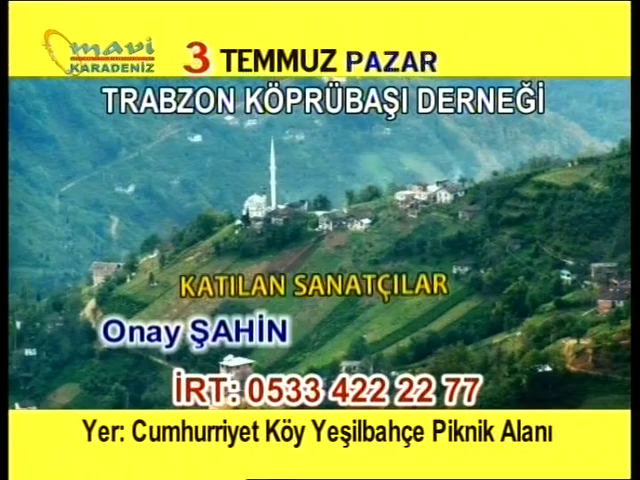 mavi
KARADENİZ
3 TEMMUZ PAZAR
TRABZON KÖPRÜBAŞI DERNEĞİ
KATILAN SANATÇILAR
Onay ŞAHİN
İRT: 0533 422 22 77
Yer: Cumhurriyet Köy Yeşilbahçe Piknik Alanı